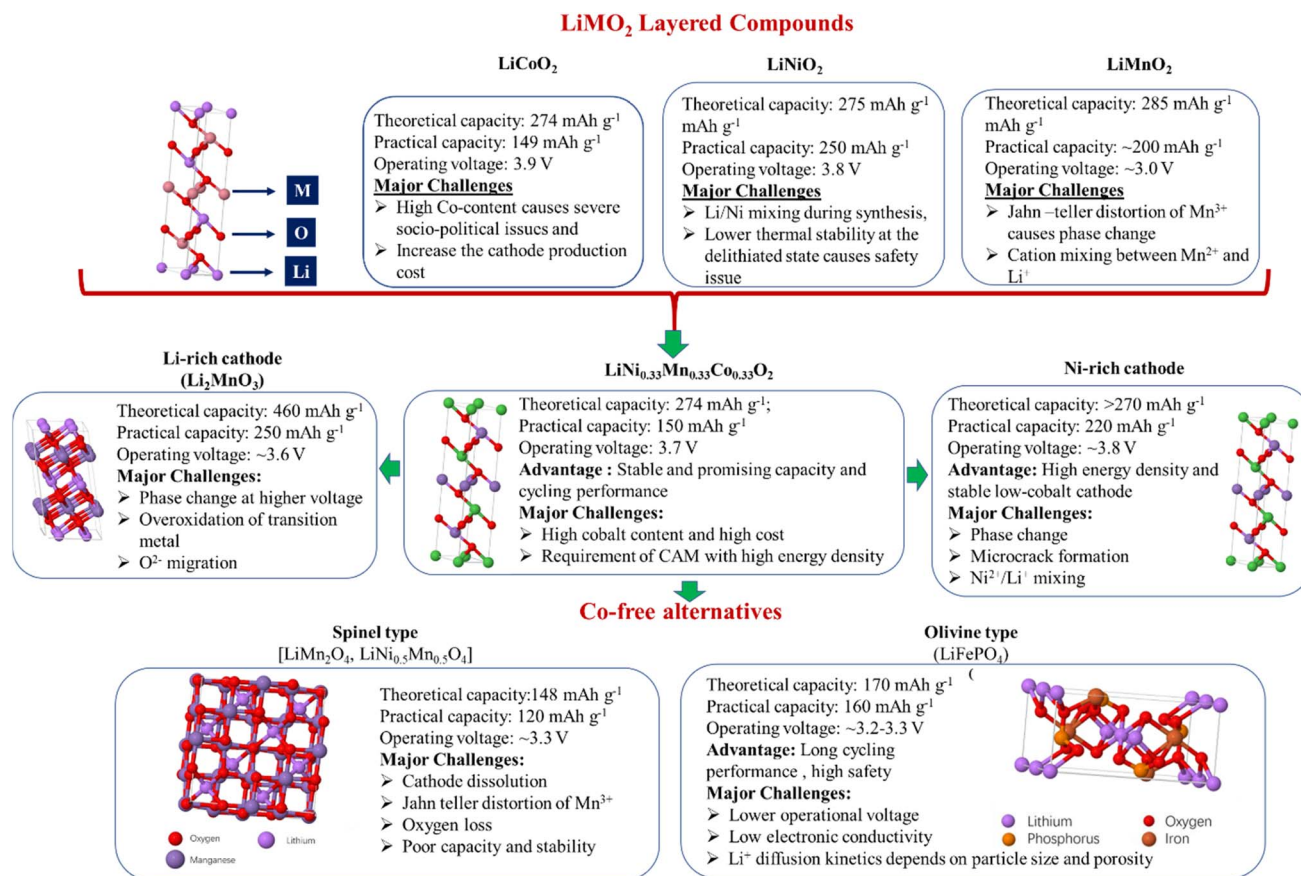 LiMO₂ Layered Compounds
LiCoO₂
Theoretical capacity: 274 mAh g⁻¹
Practical capacity: 149 mAh g⁻¹
Operating voltage: 3.9 V
Major Challenges
➢ High Co-content causes severe
socio-political issues and
➢ Increase the cathode production
cost
LiNiO₂
Theoretical capacity: 275 mAh g⁻¹
mAh g⁻¹
Practical capacity: 250 mAh g⁻¹
Operating voltage: 3.8 V
Major Challenges
➢ Li/Ni mixing during synthesis,
➢ Lower thermal stability at the
delithiated state causes safety
issue
LiMnO₂
Theoretical capacity: 285 mAh g⁻¹
mAh g⁻¹
Practical capacity: ~200 mAh g⁻¹
Operating voltage: ~3.0 V
Major Challenges
➢ Jahn –teller distortion of Mn³⁺
causes phase change
➢ Cation mixing between Mn²⁺ and
Li⁺
M
O
Li
Li-rich cathode
(Li₂MnO₃)
Theoretical capacity: 460 mAh g⁻¹
Practical capacity: 250 mAh g⁻¹
Operating voltage: ~3.6 V
Major Challenges:
➢ Phase change at higher voltage
➢ Overoxidation of transition
metal
➢ O²⁻ migration
LiNi₀.₃₃Mn₀.₃₃Co₀.₃₃O₂
Theoretical capacity: 274 mAh g⁻¹;
Practical capacity: 150 mAh g⁻¹
Operating voltage: 3.7 V
Advantage : Stable and promising capacity and
cycling performance
Major Challenges:
➢ High cobalt content and high cost
➢ Requirement of CAM with high energy density
Ni-rich cathode
Theoretical capacity: >270 mAh g⁻¹
Practical capacity: 220 mAh g⁻¹
Operating voltage: ~3.8 V
Advantage: High energy density and
stable low-cobalt cathode
Major Challenges:
➢ Phase change
➢ Microcrack formation
➢ Ni²⁺/Li⁺ mixing
Co-free alternatives
Spinel type
[LiMn₂O₄, LiNi₀.₅Mn₀.₅O₄]
Theoretical capacity:148 mAh g⁻¹
Practical capacity: 120 mAh g⁻¹
Operating voltage: ~3.3 V
Major Challenges:
➢ Cathode dissolution
➢ Jahn teller distortion of Mn³⁺
➢ Oxygen loss
➢ Poor capacity and stability
Oxygen
Lithium
Manganese
Olivine type
(LiFePO₄)
(
Theoretical capacity: 170 mAh g⁻¹
Practical capacity: 160 mAh g⁻¹
Operating voltage: ~3.2-3.3 V
Advantage: Long cycling
performance , high safety
Major Challenges:
➢ Lower operational voltage
➢ Low electronic conductivity
➢ Li⁺ diffusion kinetics depends on particle size and porosity
Lithium
Oxygen
Phosphorus
Iron